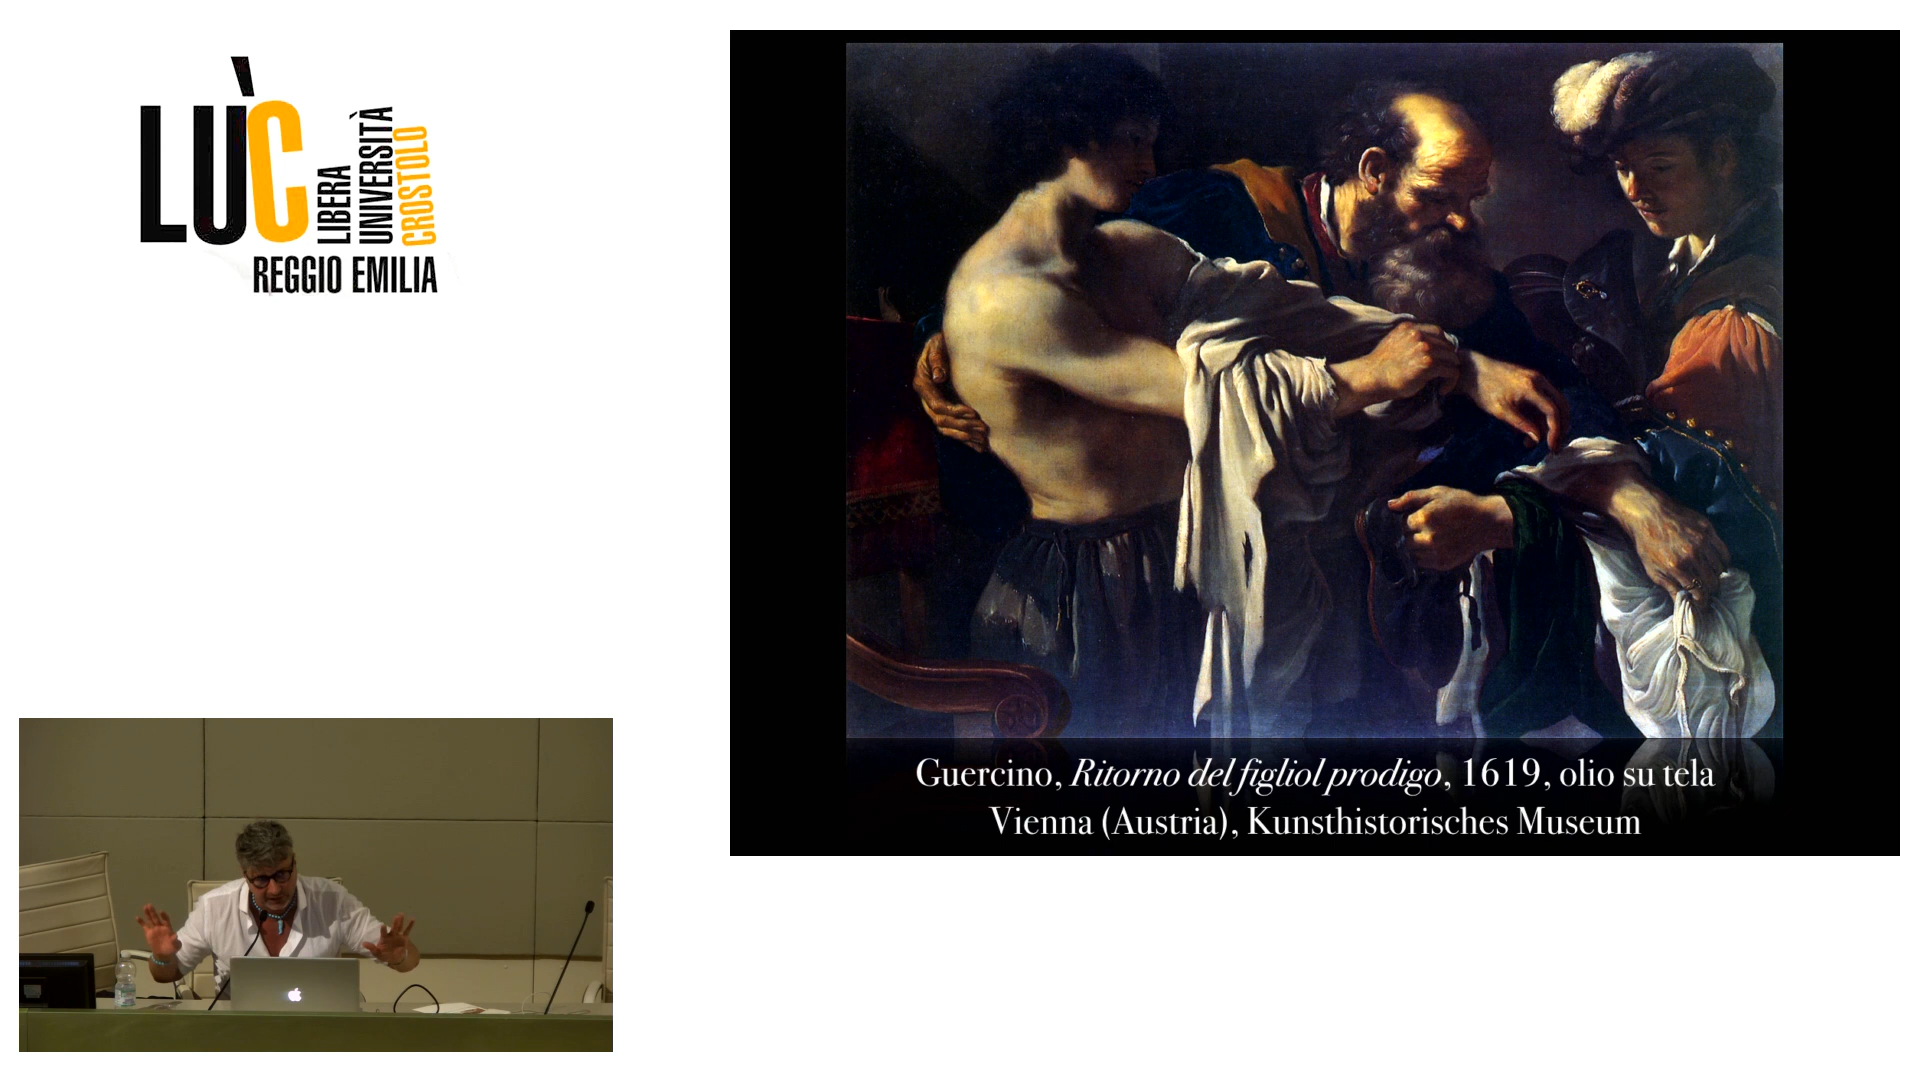 LÙC
LIBERA
UNIVERSITÀ
CROSTOLO
REGGIO EMILIA
Guercino, Ritorno del figliol prodigo, 1619, olio su tela
Vienna (Austria), Kunsthistorisches Museum